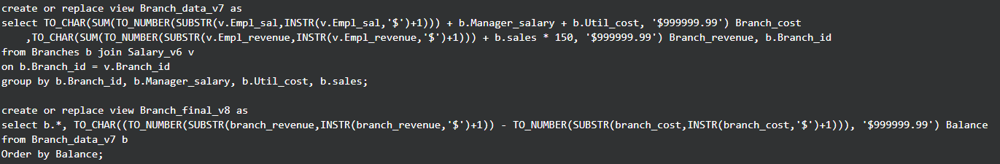 create or replace view Branch_data_v7 as
select TO_CHAR(SUM(TO_NUMBER(SUBSTR(v.Empl_sal,INSTR(v.Empl_sal,'$')+1))) + b.Manager_salary + b.Util_cost, '$999999.99') Branch_cost
    ,TO_CHAR(SUM(TO_NUMBER(SUBSTR(v.Empl_revenue,INSTR(v.Empl_revenue,'$')+1))) + b.sales * 150, '$999999.99') Branch_revenue, b.Branch_id
from Branches b join Salary_v6 v
on b.Branch_id = v.Branch_id
group by b.Branch_id, b.Manager_salary, b.Util_cost, b.sales;

create or replace view Branch_final_v8 as
select b.*, TO_CHAR((TO_NUMBER(SUBSTR(branch_revenue,INSTR(branch_revenue,'$')+1)) - TO_NUMBER(SUBSTR(branch_cost,INSTR(branch_cost,'$')+1))), '$999999.99') Balance
from Branch_data_v7 b
Order by Balance;